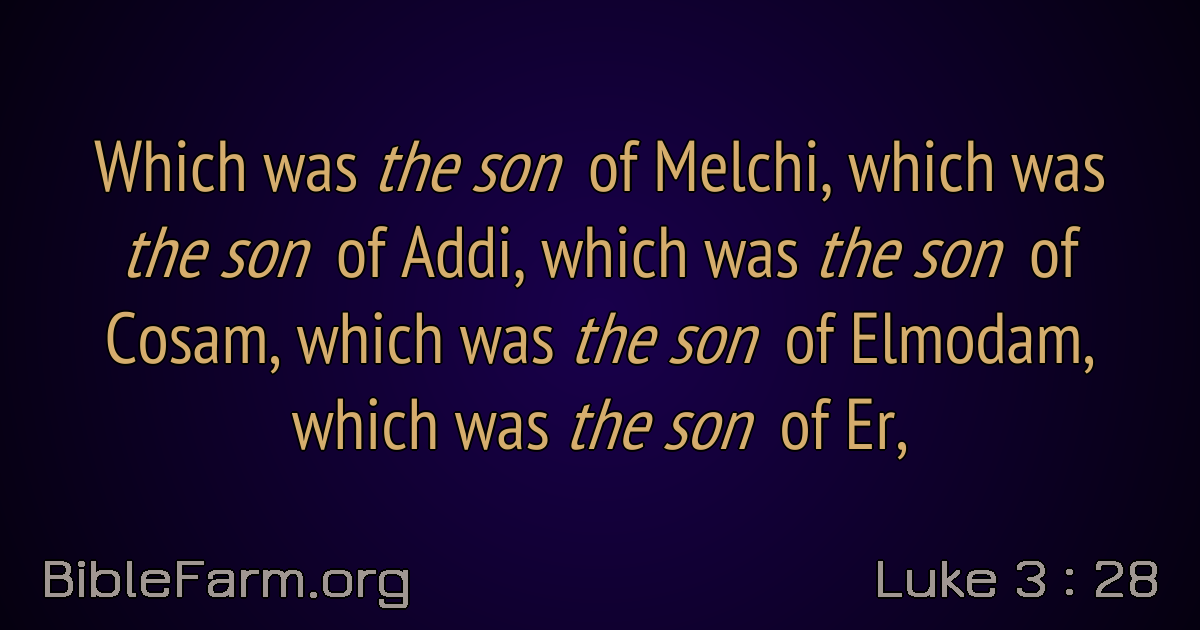 Which was the son of Melchi, which was
the son of Addi, which was the son of
Cosam, which was the son of Elmodam,
which was the son of Er,
BibleFarm.org
Luke 3 : 28